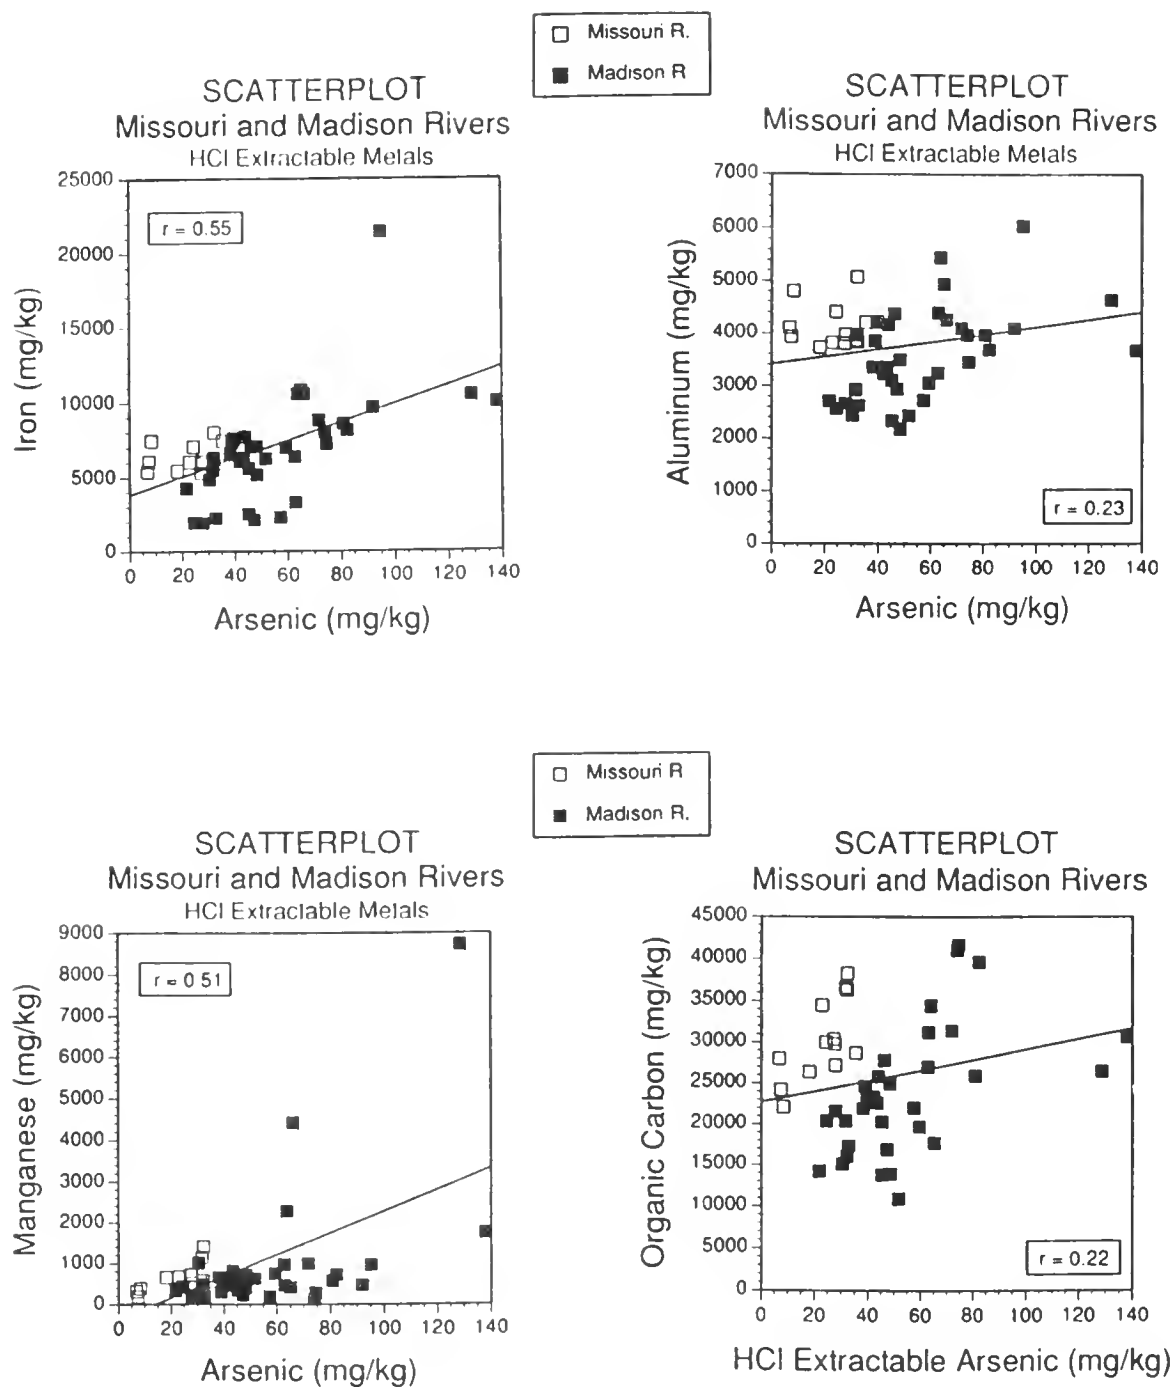 Missouri R.
Madison R
SCATTERPLOT
Missouri and Madison Rivers
HCl Extractable Metals
25000
20000
15000
10000
5000
0
r = 0.55
Iron (mg/kg)
0 20 40 60 80 100 120 140
Arsenic (mg/kg)
SCATTERPLOT
Missouri and Madison Rivers
HCl Extractable Metals
7000
6000
5000
4000
3000
2000
1000
0
r = 0.23
Aluminum (mg/kg)
0 20 40 60 80 100 120 140
Arsenic (mg/kg)
Missouri R
Madison R.
SCATTERPLOT
Missouri and Madison Rivers
HCl Extractable Metals
9000
8000
7000
6000
5000
4000
3000
2000
1000
0
r = 0.51
Manganese (mg/kg)
0 20 40 60 80 100 120 140
Arsenic (mg/kg)
SCATTERPLOT
Missouri and Madison Rivers
45000
40000
35000
30000
25000
20000
15000
10000
5000
0
r = 0.22
Organic Carbon (mg/kg)
0 20 40 60 80 100 120 140
HCl Extractable Arsenic (mg/kg)